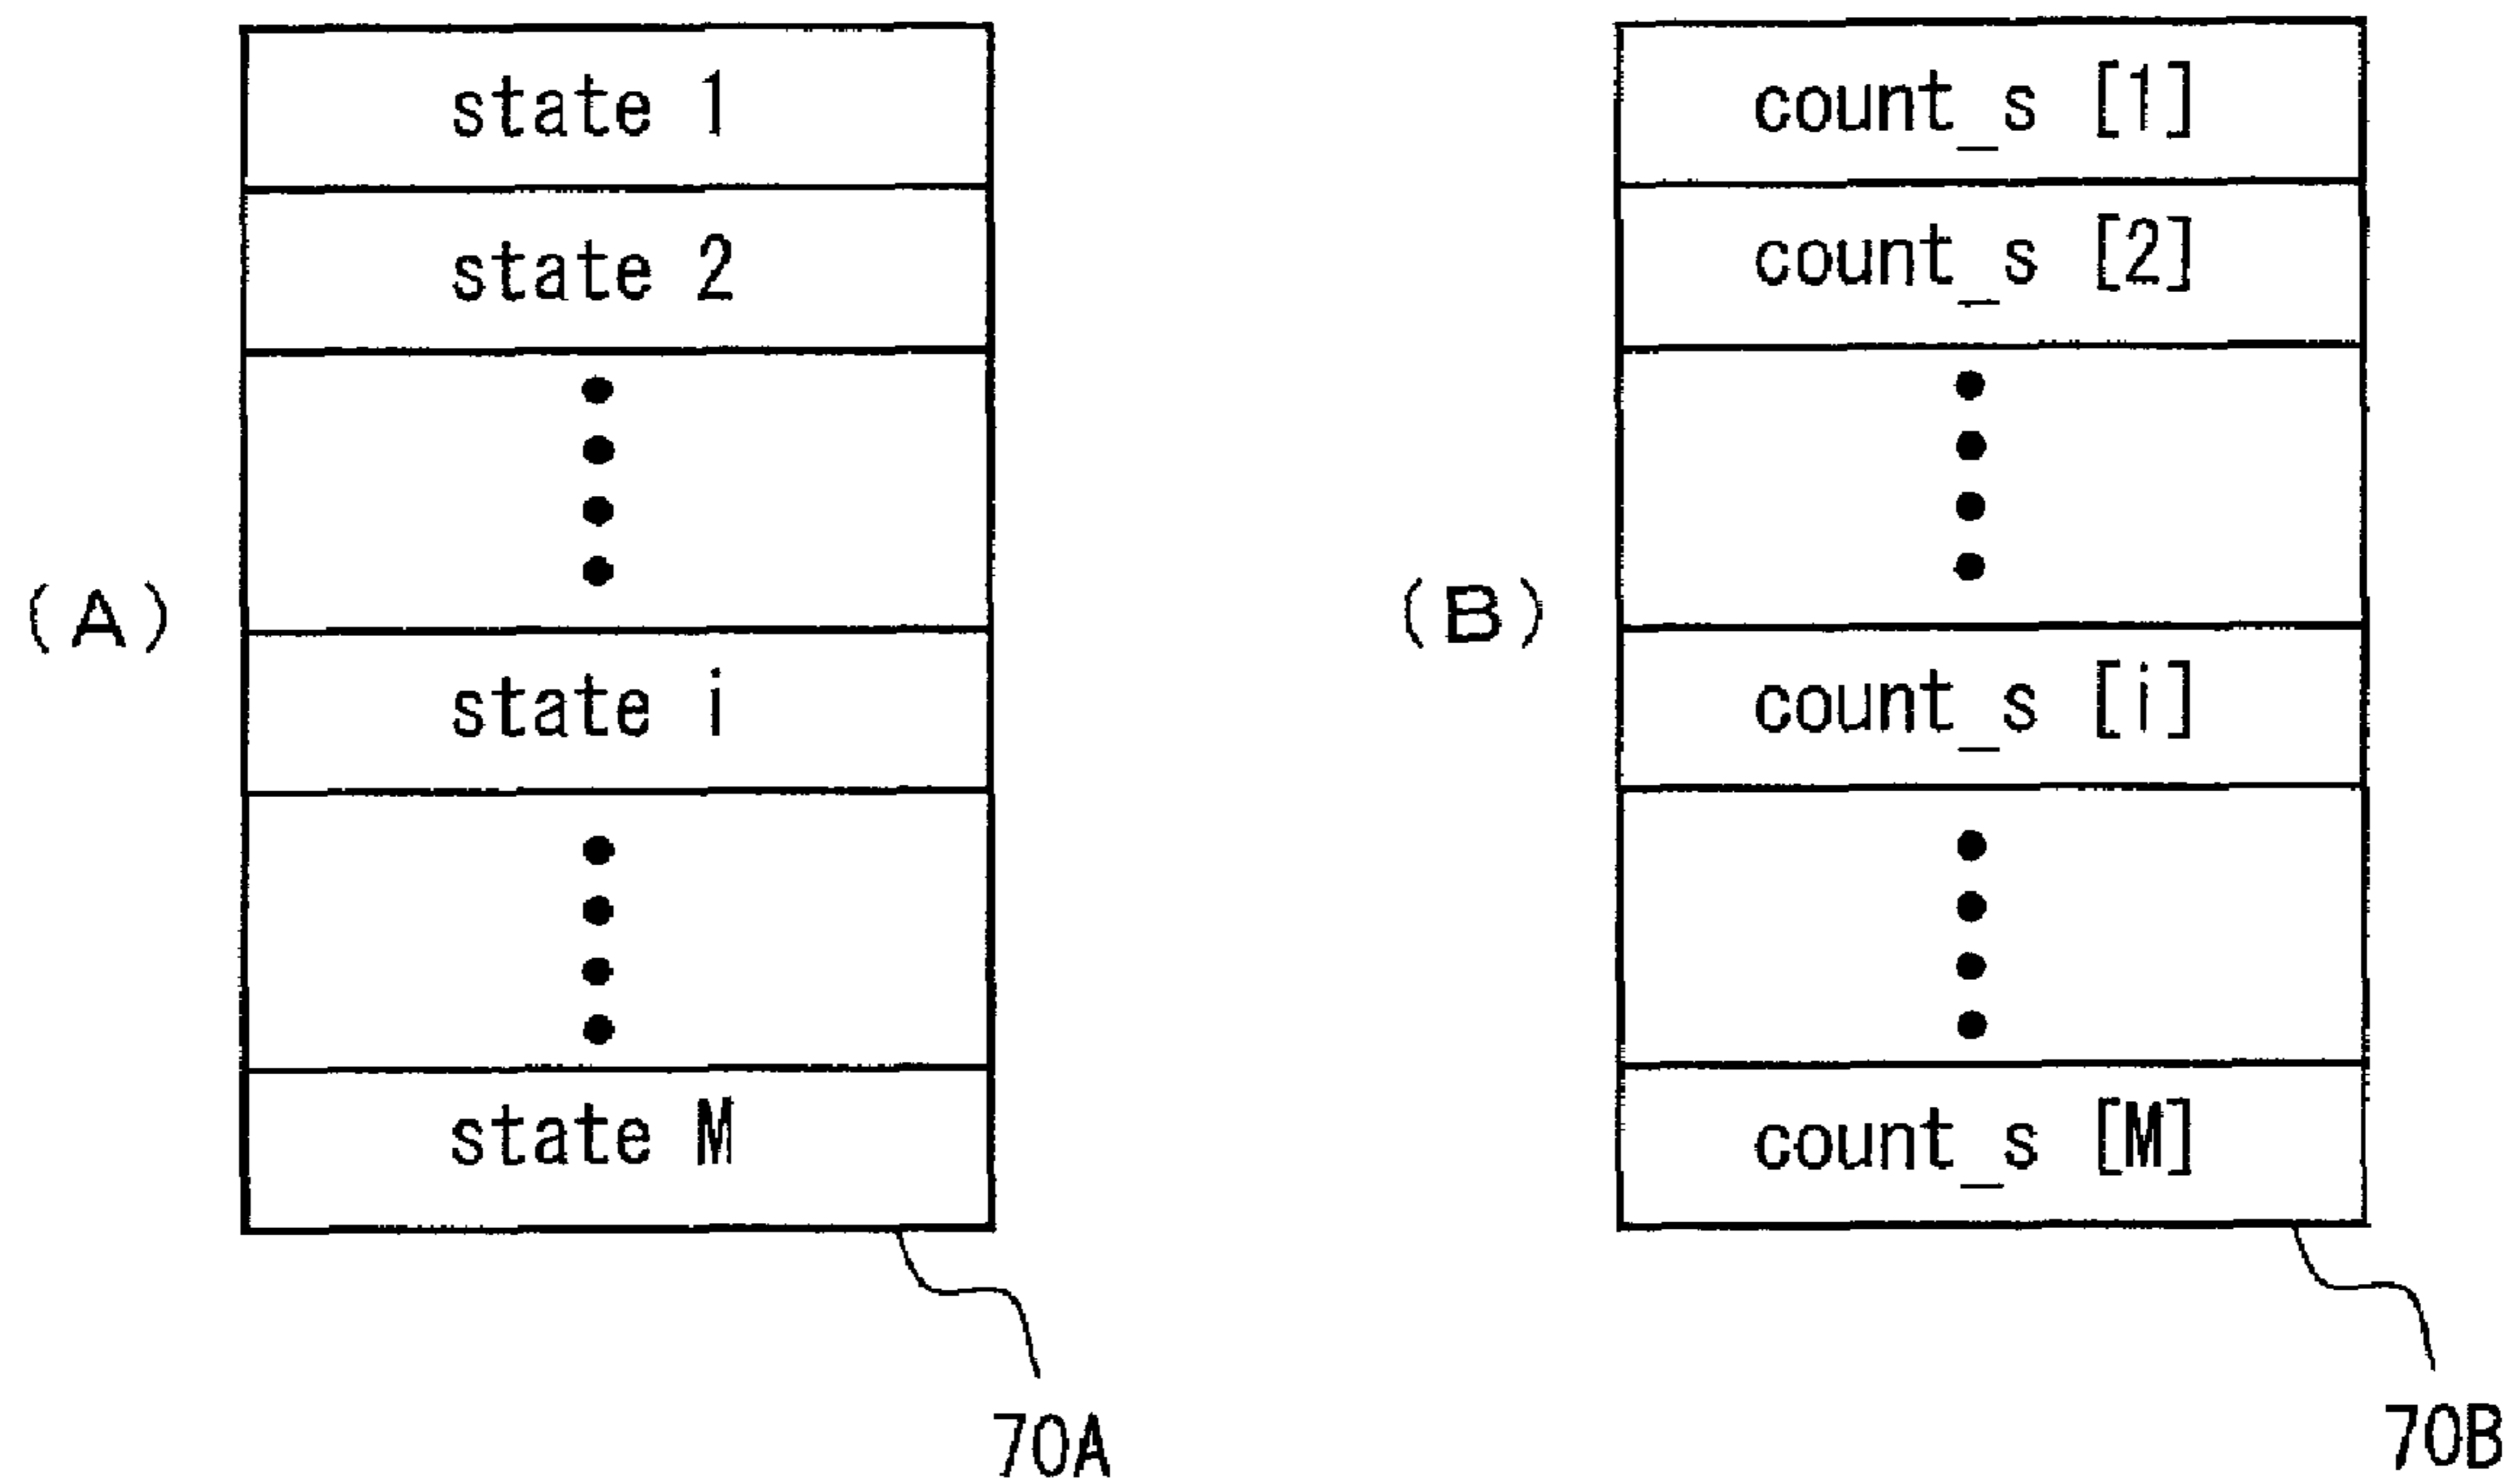 (A)
state 1
state 2
state i
state M
70A
(B)
count_s [1]
count_s [2]
count_s [i]
count_s [M]
70B